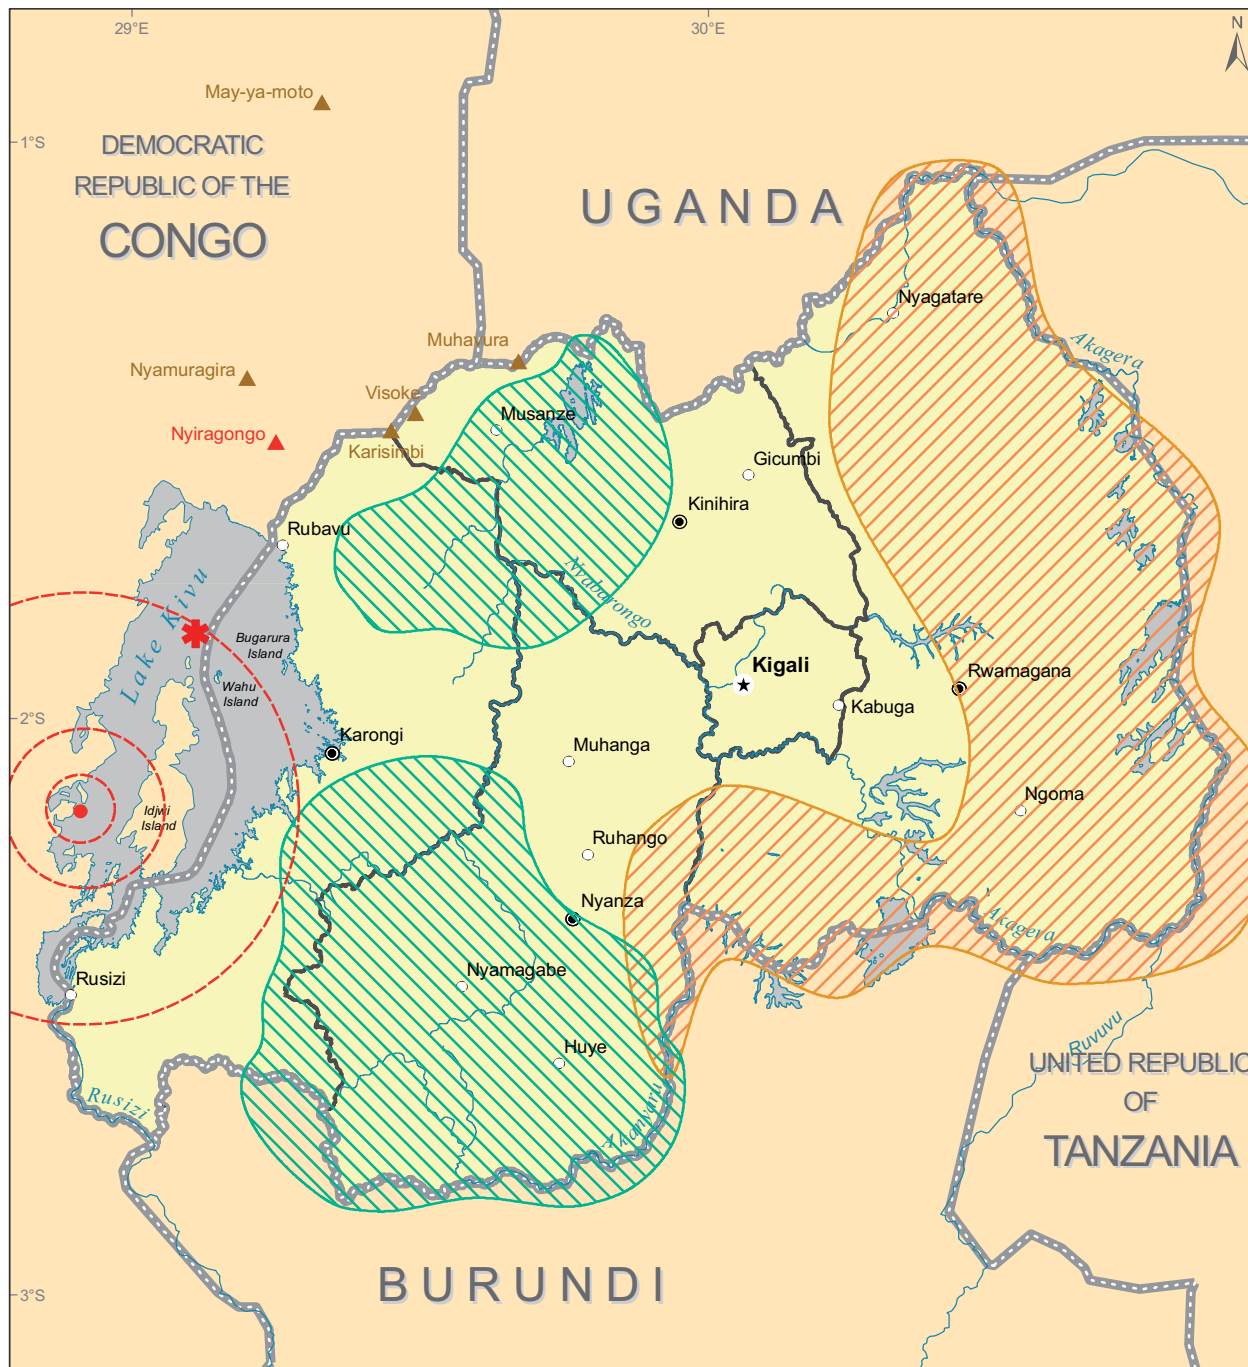 29°E
30°E
N
May-ya-moto
1°S
DEMOCRATIC
REPUBLIC OF THE
CONGO
UGANDA
Nyagatare
Akagera
Muhavura
Nyamuragira
Visoke
Musanze
Nyiragongo
Karisimbi
Gicumbi
Kinihira
Rubavu
Nyabarongo
Lake Kivu
Bugarura
Island
Kigali
Rwamagana
Wahu
Island
Kabuga
2°S
Karongi
Muhanga
Ngoma
Idjwi
Island
Ruhango
Nyanza
Akagera
Nyamagabe
Rusizi
Huye
Ruvuvu
UNITED REPUBLIC
OF
TANZANIA
Rusizi
Akanyaru
BURUNDI
3°S